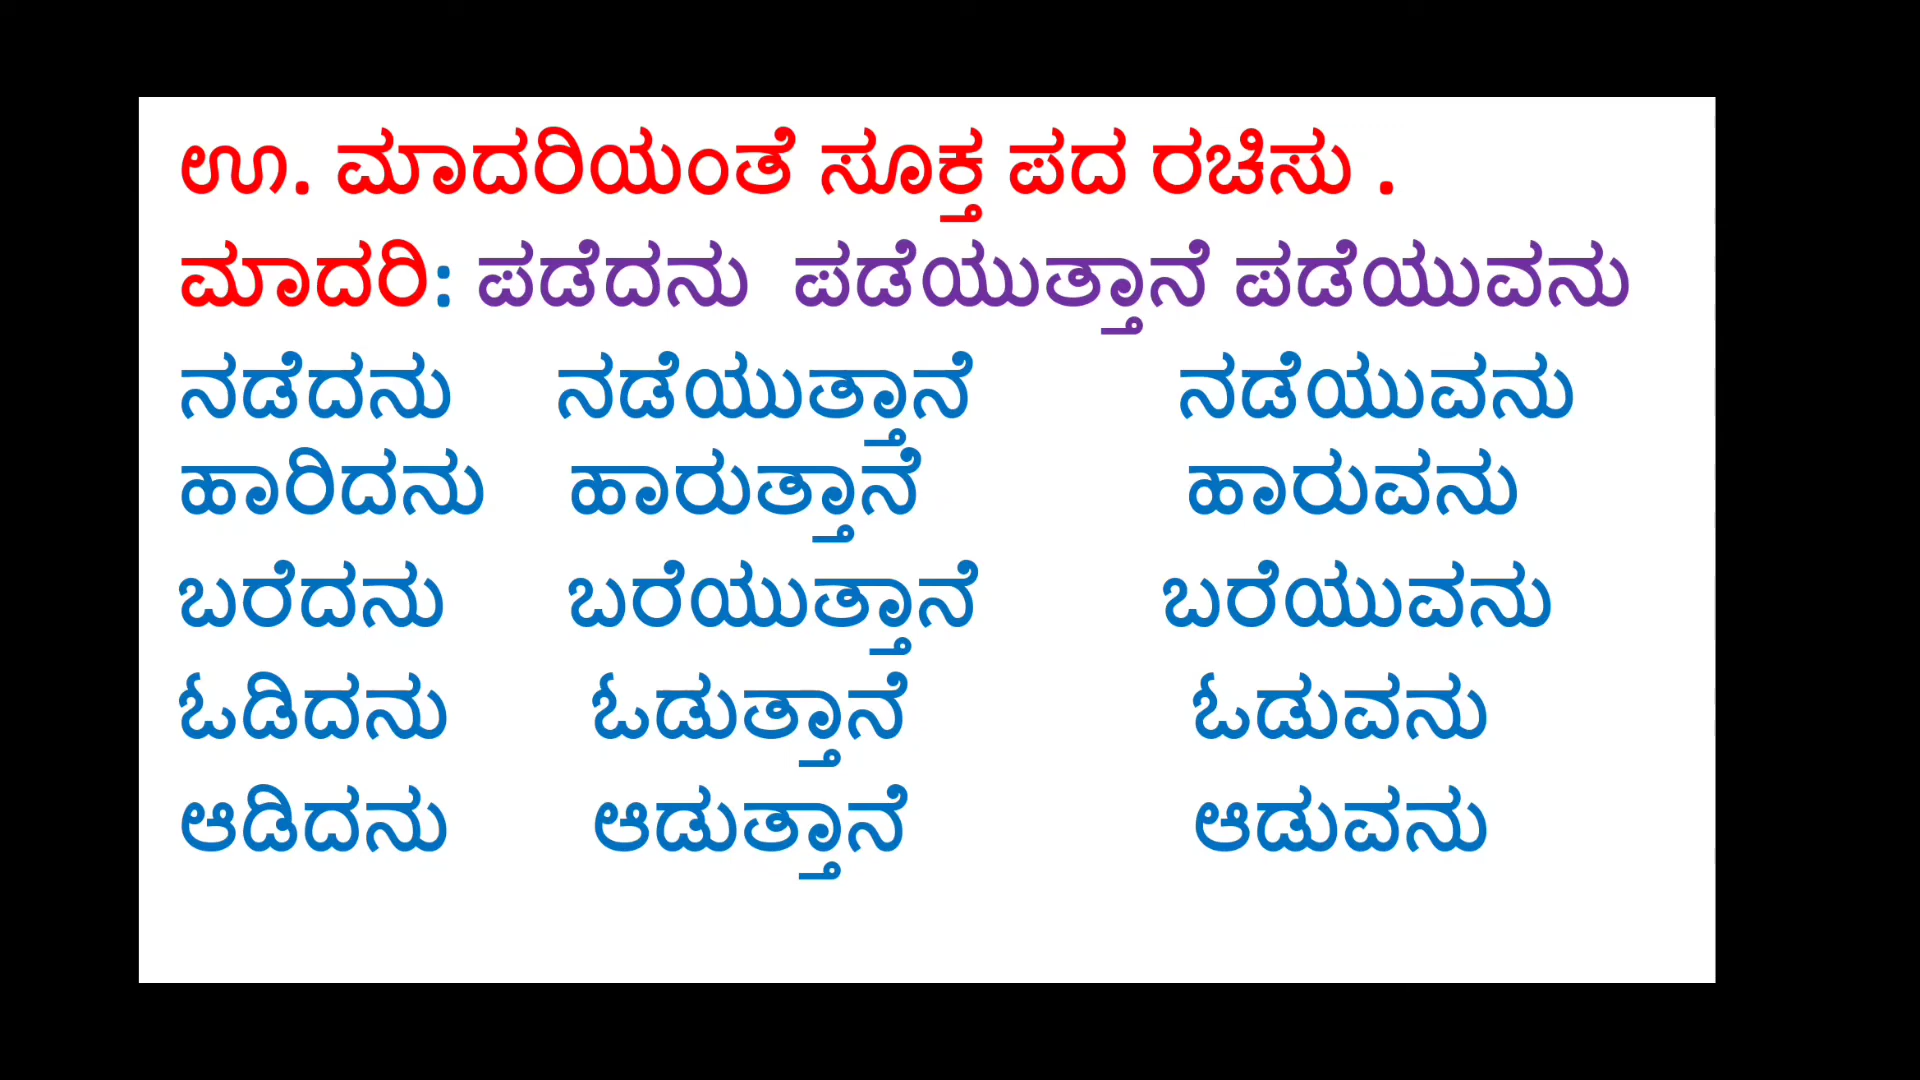 ಊ. ಮಾದರಿಯಂತೆ ಸೂಕ್ತ ಪದ ರಚಿಸು .
ಮಾದರಿ: ಪಡೆದನು ಪಡೆಯುತ್ತಾನೆ ಪಡೆಯುವನು
ನಡೆದನು ನಡೆಯುತ್ತಾನೆ ನಡೆಯುವನು
ಹಾರಿದನು ಹಾರುತ್ತಾನೆ ಹಾರುವನು
ಬರೆದನು ಬರೆಯುತ್ತಾನೆ ಬರೆಯುವನು
ಓಡಿದನು ಓಡುತ್ತಾನೆ ಓಡುವನು
ಆಡಿದನು ಆಡುತ್ತಾನೆ ಆಡುವನು